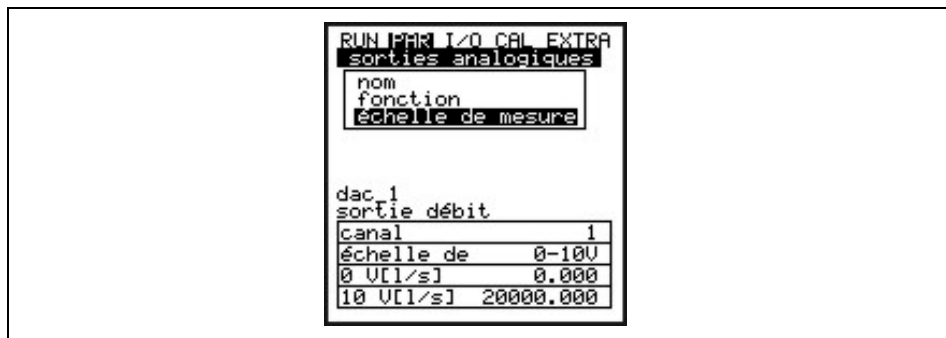 RUN PAR I/O CAL EXTRA
sorties analogiques
nom
fonction
échelle de mesure
dac_1
sortie débit
canal 1
échelle de 0-10V
0 V[l/s] 0.000
10 V[l/s] 20000.000